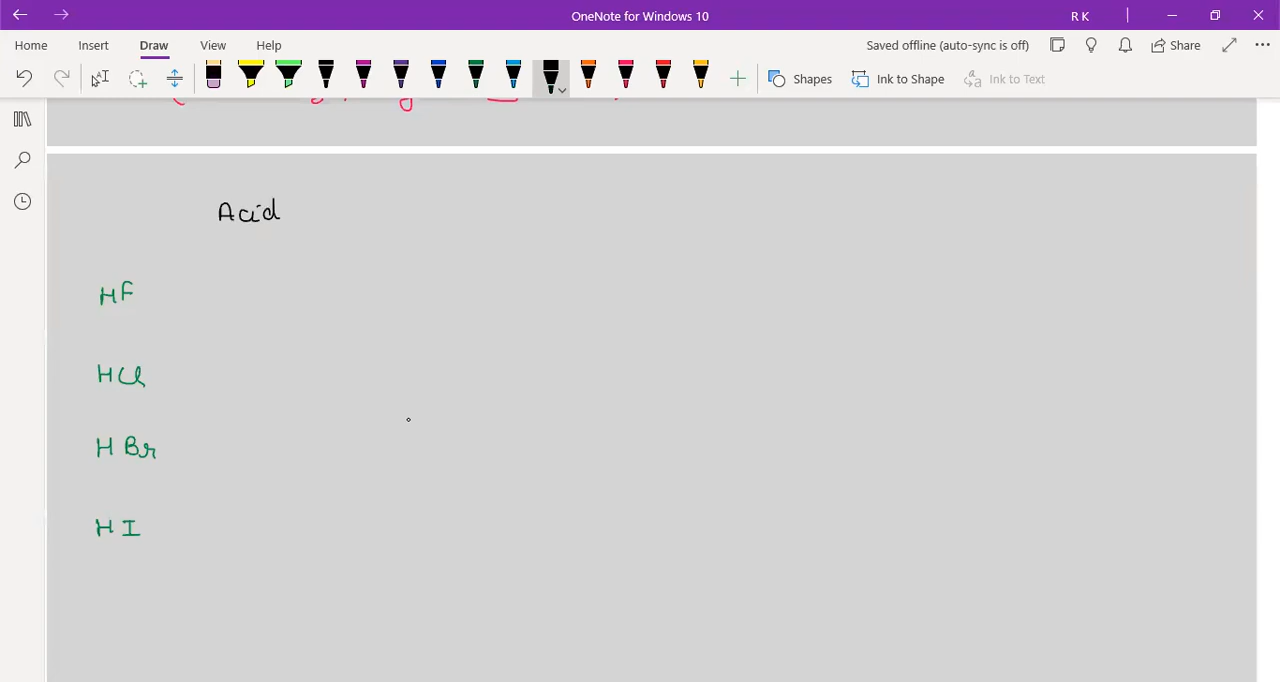 OneNote for Windows 10
R K
Home Insert Draw View Help
Saved offline (auto-sync is off)
Share
Shapes
Ink to Shape
Ink to Text
Acid
HF
HCl
HBr
HI